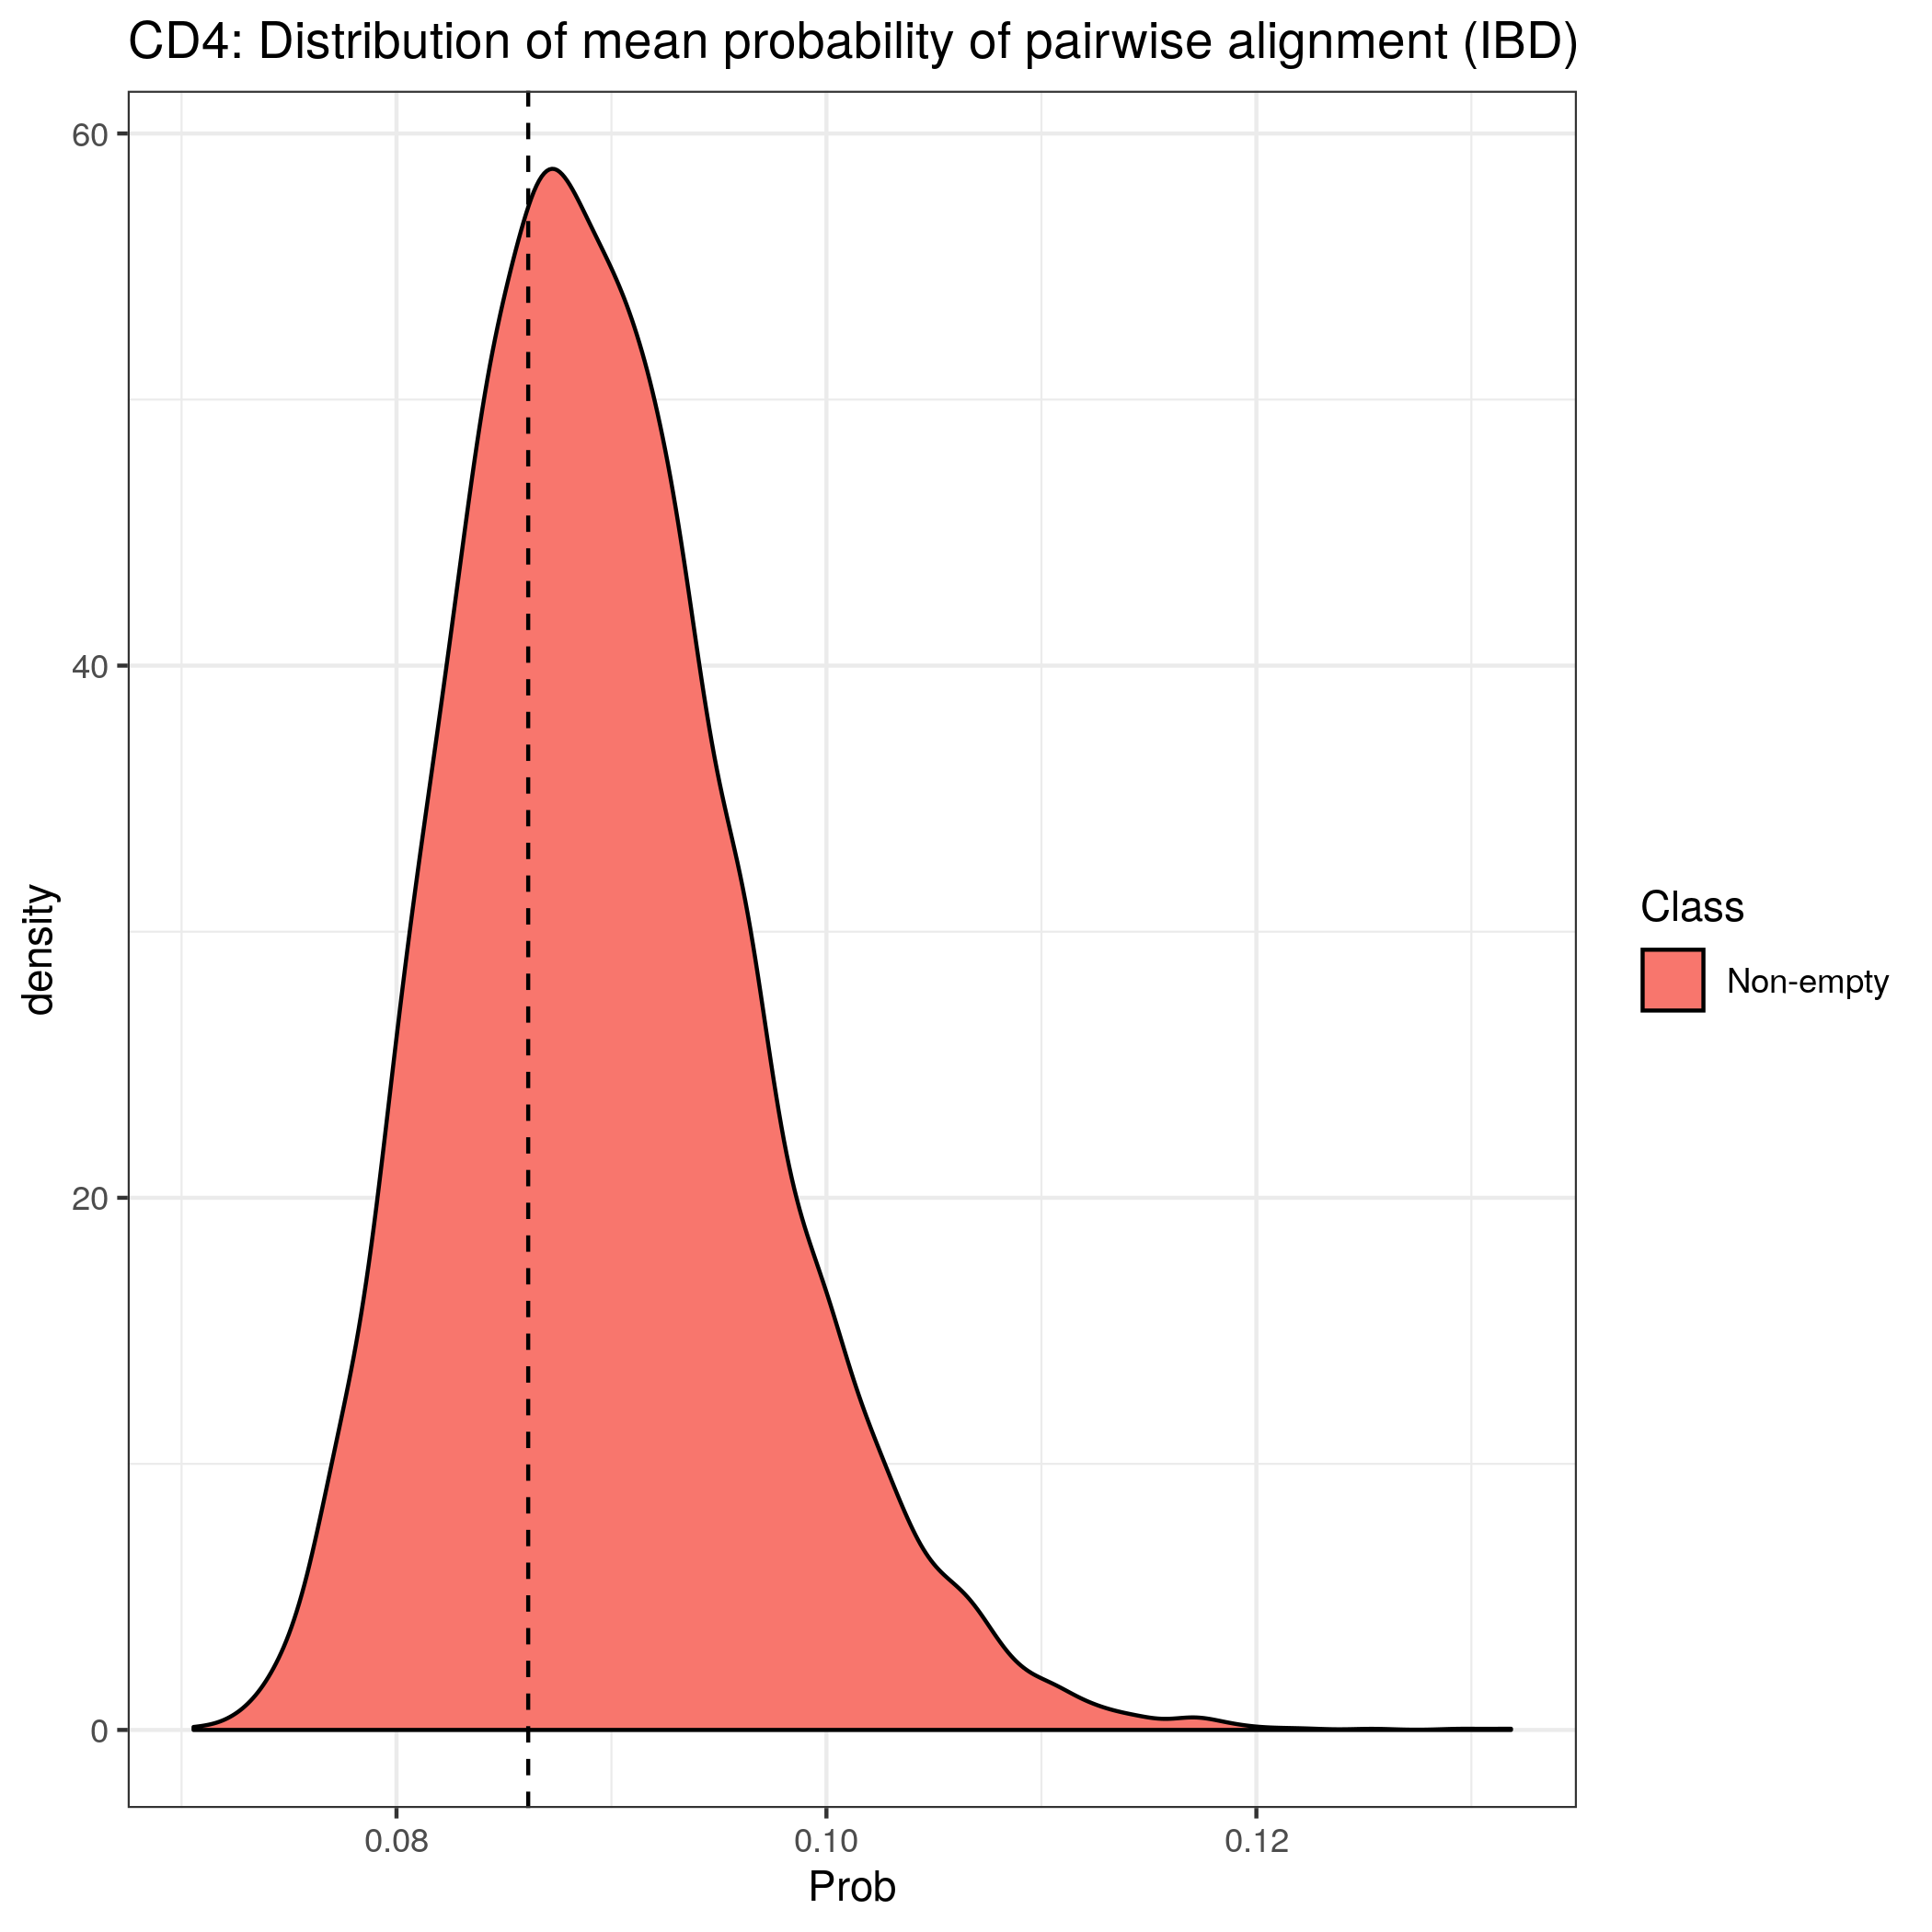 CD4: Distribution of mean probability of pairwise alignment (IBD)
60
40
20
0
density
0.08
0.10
0.12
Prob
Class
Non-empty